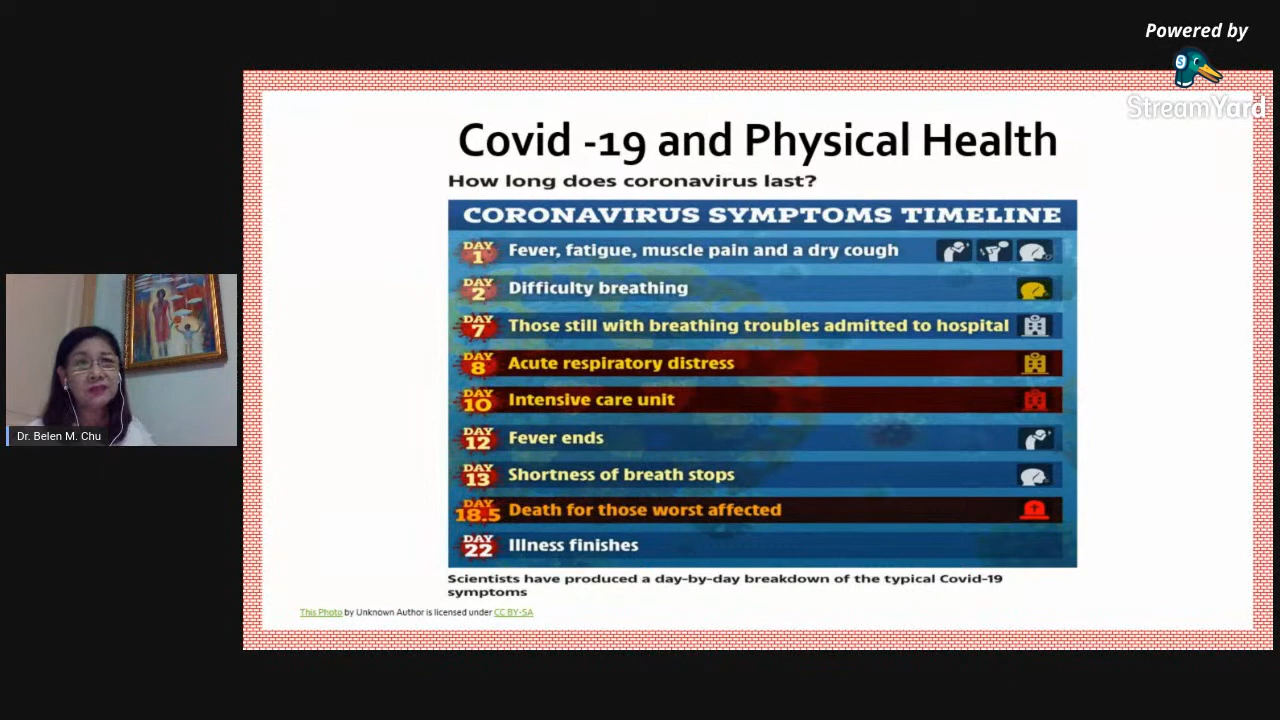 Powered by
StreamYard
Covid -19 and Physical Health
How long does coronavirus last?
CORONAVIRUS SYMPTOMS TIMELINE
DAY 1 Fever, fatigue, muscle pain and a dry cough
DAY 2 Difficulty breathing
DAY 7 Those still with breathing troubles admitted to hospital
DAY 8 Acute respiratory distress
DAY 10 Intensive care unit
DAY 12 Fever ends
DAY 13 Shortness of breath stops
DAY 18.5 Death for those worst affected
DAY 22 Illness finishes
Scientists have produced a day-by-day breakdown of the typical Covid-19
symptoms
This Photo by Unknown Author is licensed under CC BY-SA
Dr. Belen M. Chu